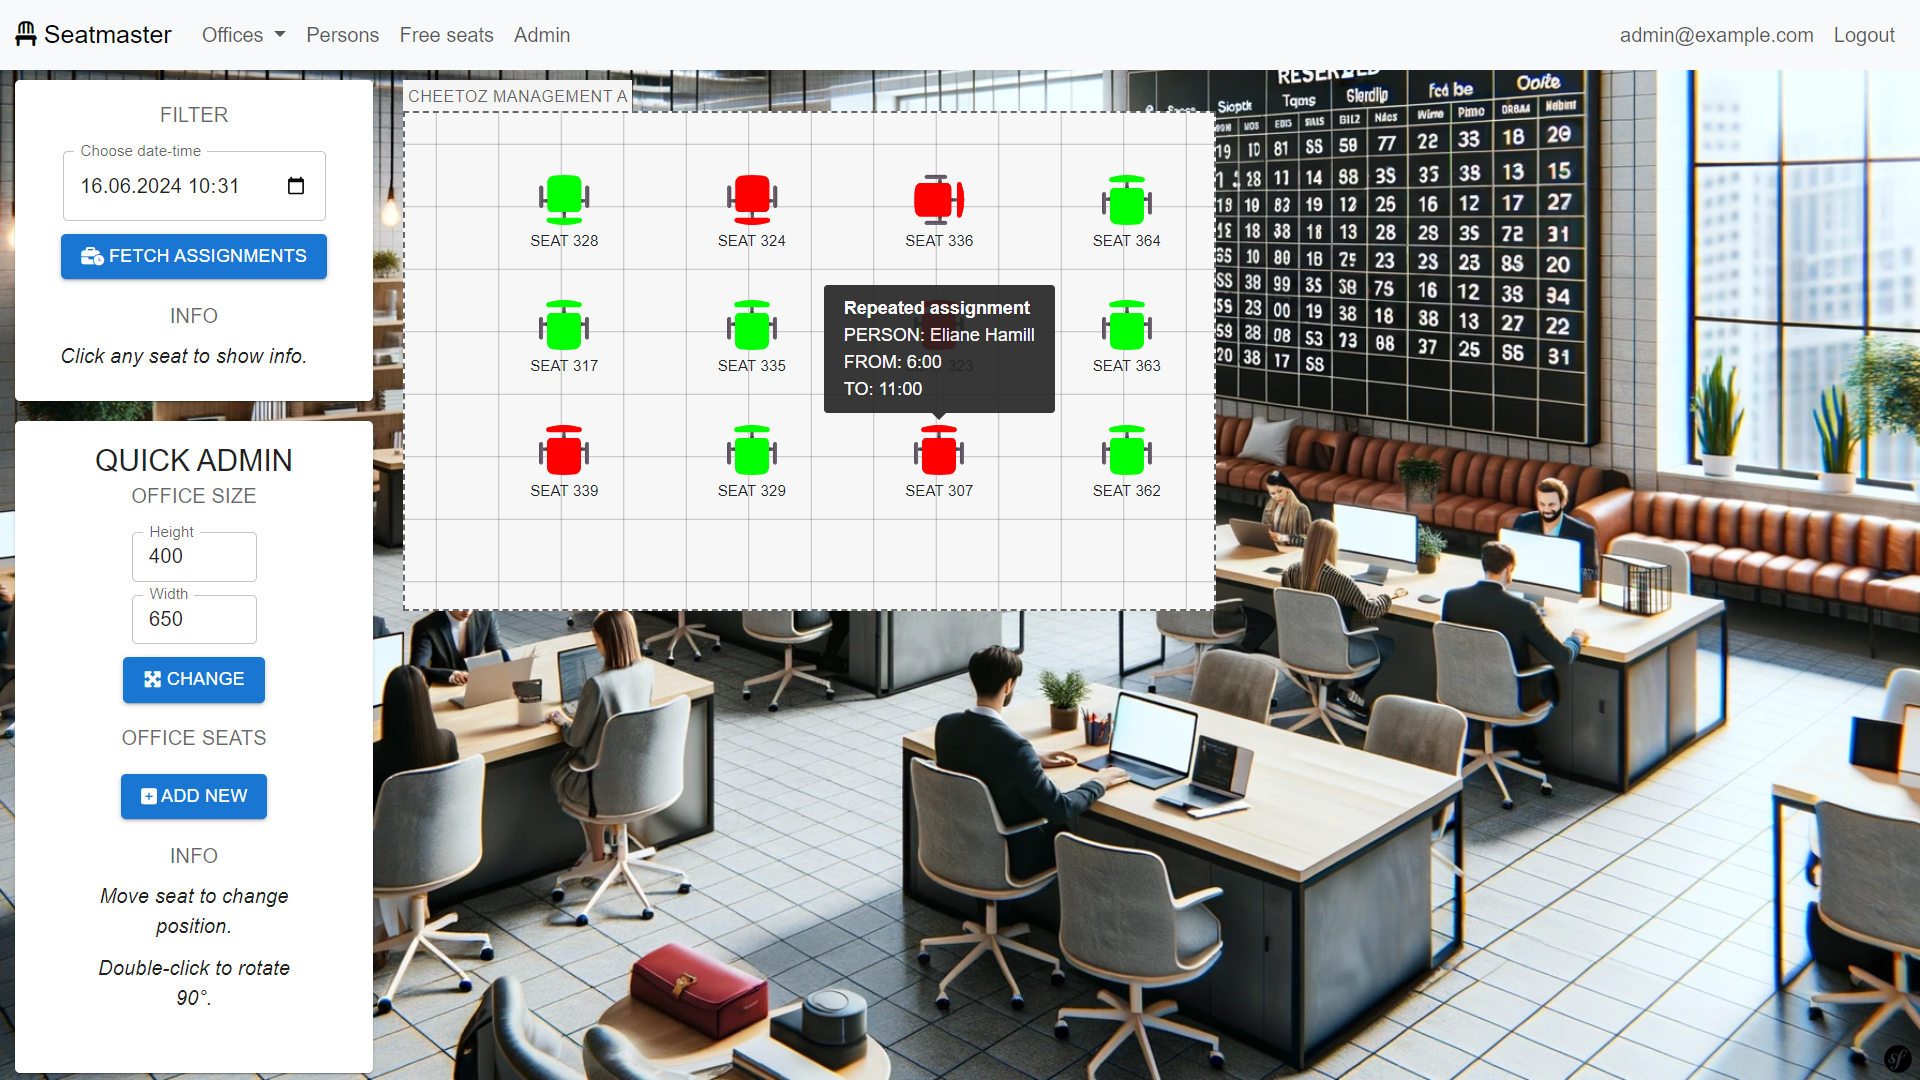 Seatmaster
Offices
Persons
Free seats
Admin
admin@example.com
Logout
FILTER
Choose date-time
16.06.2024 10:31
FETCH ASSIGNMENTS
INFO
Click any seat to show info.
QUICK ADMIN
OFFICE SIZE
Height
400
Width
650
CHANGE
OFFICE SEATS
ADD NEW
INFO
Move seat to change
position.
Double-click to rotate
90°.
CHEETOZ MANAGEMENT A
SEAT 328
SEAT 324
SEAT 336
SEAT 364
SEAT 317
SEAT 335
323
SEAT 363
Repeated assignment
PERSON: Eliane Hamill
FROM: 6:00
TO: 11:00
SEAT 339
SEAT 329
SEAT 307
SEAT 362